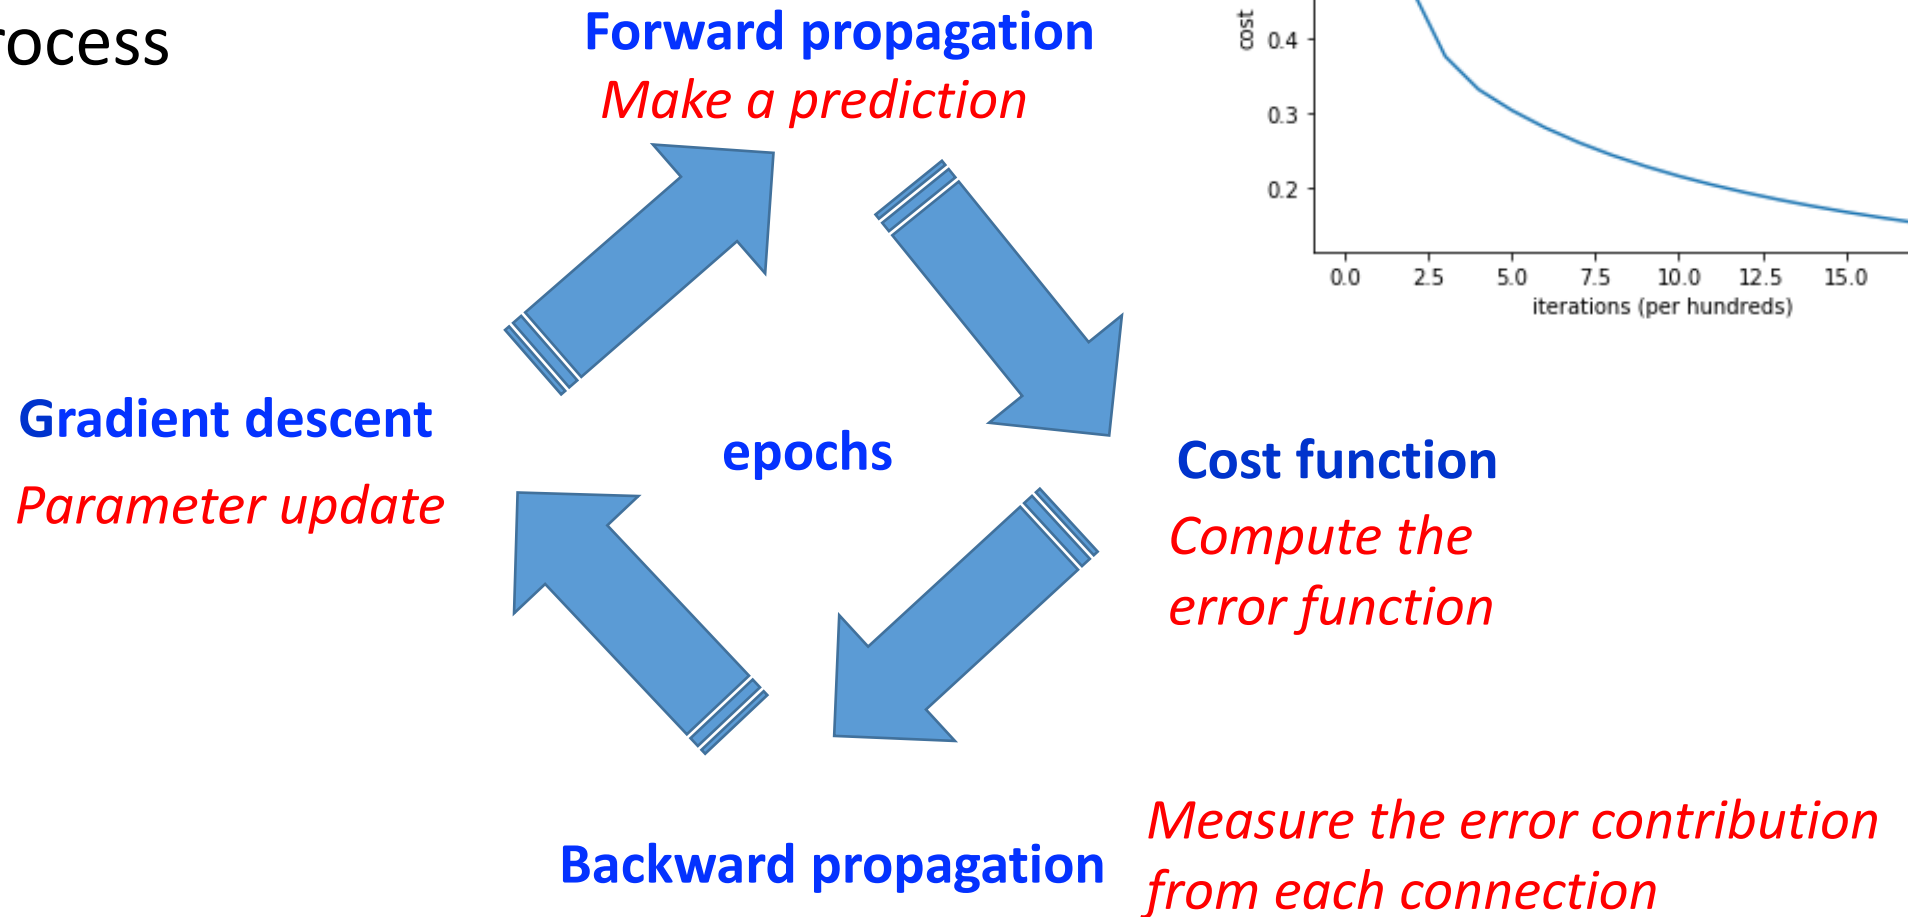 rocess
Forward propagation
Make a prediction
cost
0.4
0.3
0.2
0.0 2.5 5.0 7.5 10.0 12.5 15.0
iterations (per hundreds)
Gradient descent
Parameter update
epochs
Cost function
Compute the
error function
Backward propagation
Measure the error contribution
from each connection